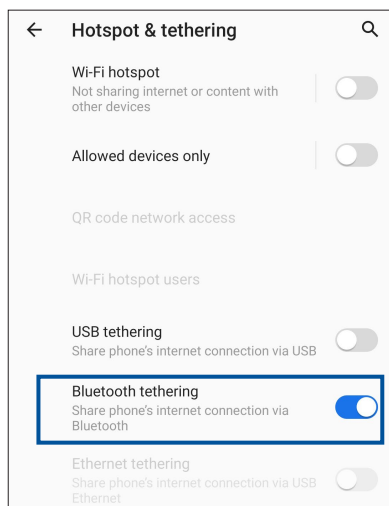 Hotspot & tethering
Wi-Fi hotspot
Not sharing internet or content with
other devices
Allowed devices only
QR code network access
Wi-Fi hotspot users
USB tethering
Share phone's internet connection via USB
Bluetooth tethering
Share phone's internet connection via
Bluetooth
Ethernet tethering
Share phone's internet connection via USB
Ethernet